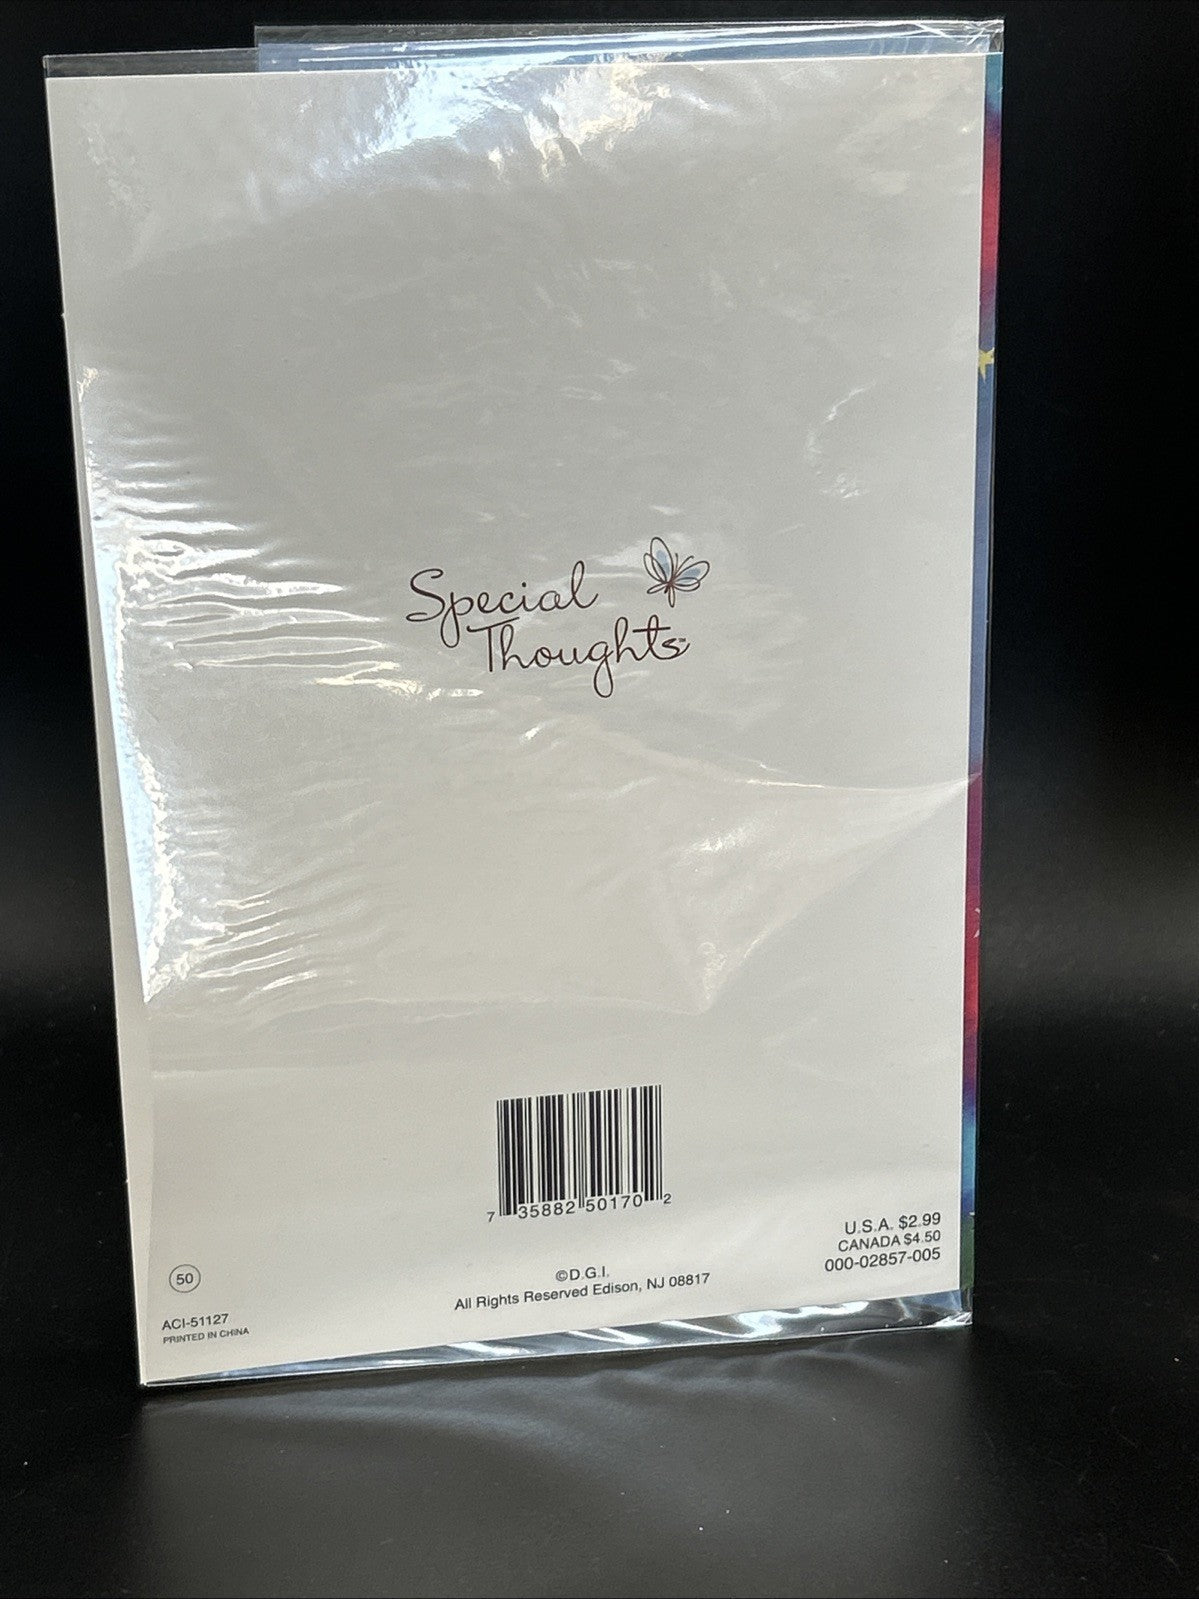 Special
Thoughts™
7 35882 50170 2
U.S.A. $2.99
CANADA $4.50
000-02857-005
50
©D.G.I.
All Rights Reserved Edison, NJ 08817
ACI-51127
PRINTED IN CHINA